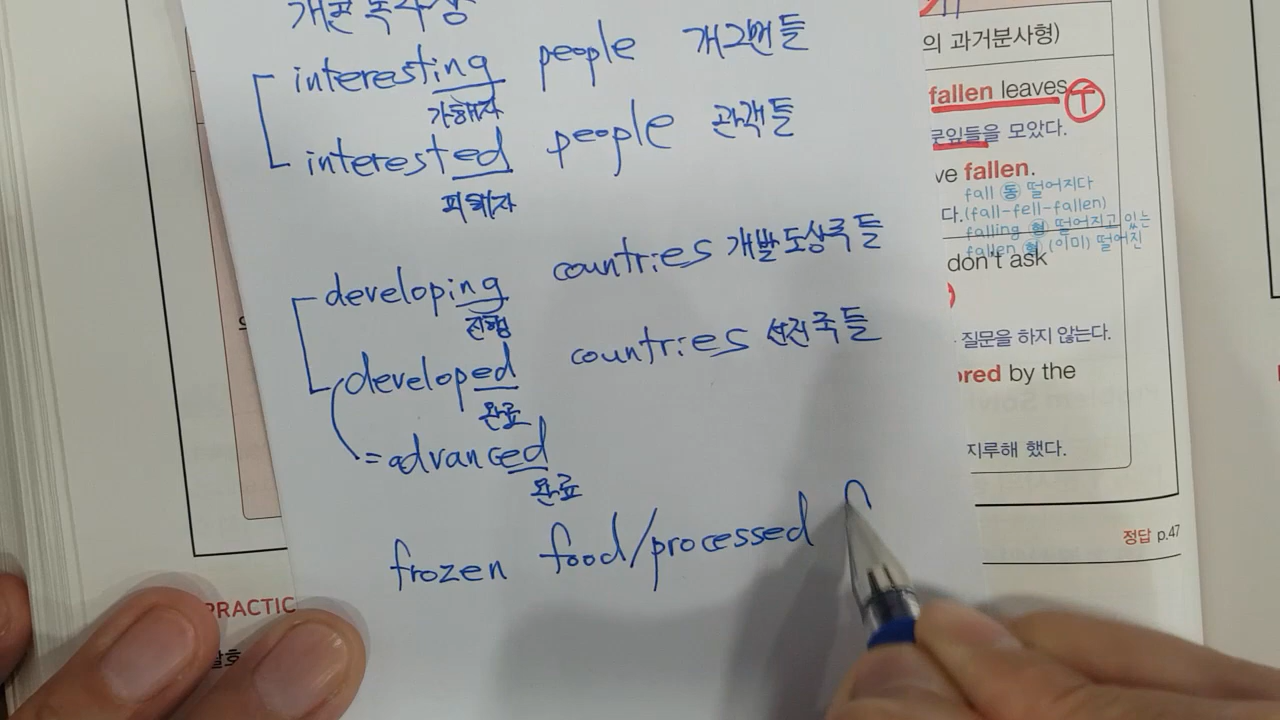 interesting people 개그맨들
가해자
interested people 관객들
피해자
developing countries 개발도상국들
진행
developed countries 선진국들
완료
= advanced
완료
frozen food/processed f
의 과거분사형)
fallen leaves T
을 모았다.
ve fallen.
fall 동 떨어지다
다.(fall-fell-fallen)
falling 형 떨어지고 있는
fallen 형 (이미) 떨어진
don't ask
질문을 하지 않는다.
ored by the
지루해 했다.
정답 p.47
PRACTIC